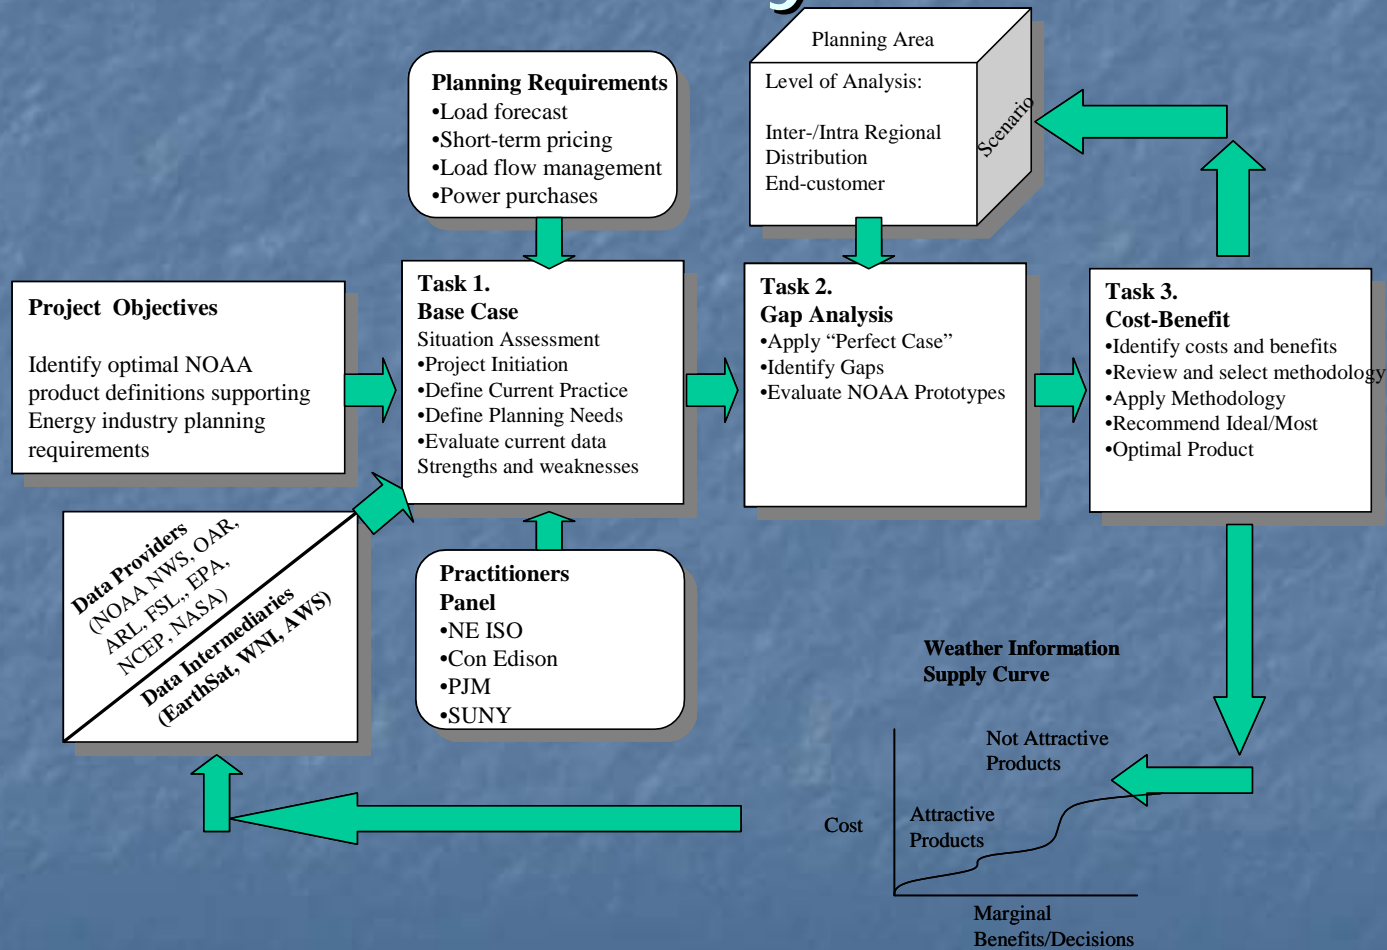 Planning Requirements
•Load forecast
•Short-term pricing
•Load flow management
•Power purchases
Planning Area
Level of Analysis:
Inter-/Intra Regional
Distribution
End-customer
Scenario
Project  Objectives
Identify optimal NOAA
product definitions supporting
Energy industry planning
requirements
Task 1.
Base Case
Situation Assessment
•Project Initiation
•Define Current Practice
•Define Planning Needs
•Evaluate current data
Strengths and weaknesses
Task 2.
Gap Analysis
•Apply “Perfect Case”
•Identify Gaps
•Evaluate NOAA Prototypes
Task 3.
Cost-Benefit
•Identify costs and benefits
•Review and select methodology
•Apply Methodology
•Recommend Ideal/Most
•Optimal Product
Data Providers
(NOAA NWS, OAR,
ARL, FSL,, EPA,
NCEP, NASA)
Data Intermediaries
(EarthSat, WNI, AWS)
Practitioners
Panel
•NE ISO
•Con Edison
•PJM
•SUNY
Weather Information
Supply Curve
Not Attractive
Products
Attractive
Products
Cost
Marginal
Benefits/Decisions